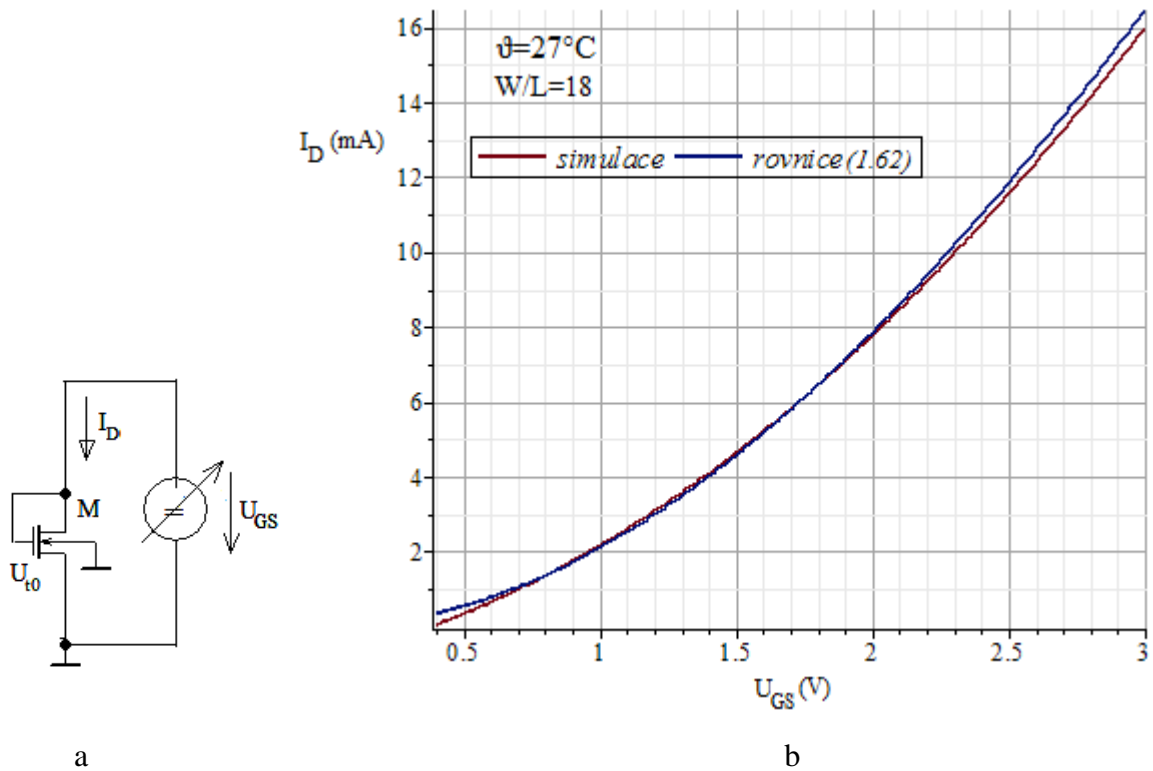 I_D
M
U_GS
U_t0
=
a
ϑ=27°C
W/L=18
I_D (mA)
simulace
rovnice (1.62)
16
14
12
10
8
6
4
2
0.5
1
1.5
2
2.5
3
U_GS (V)
b